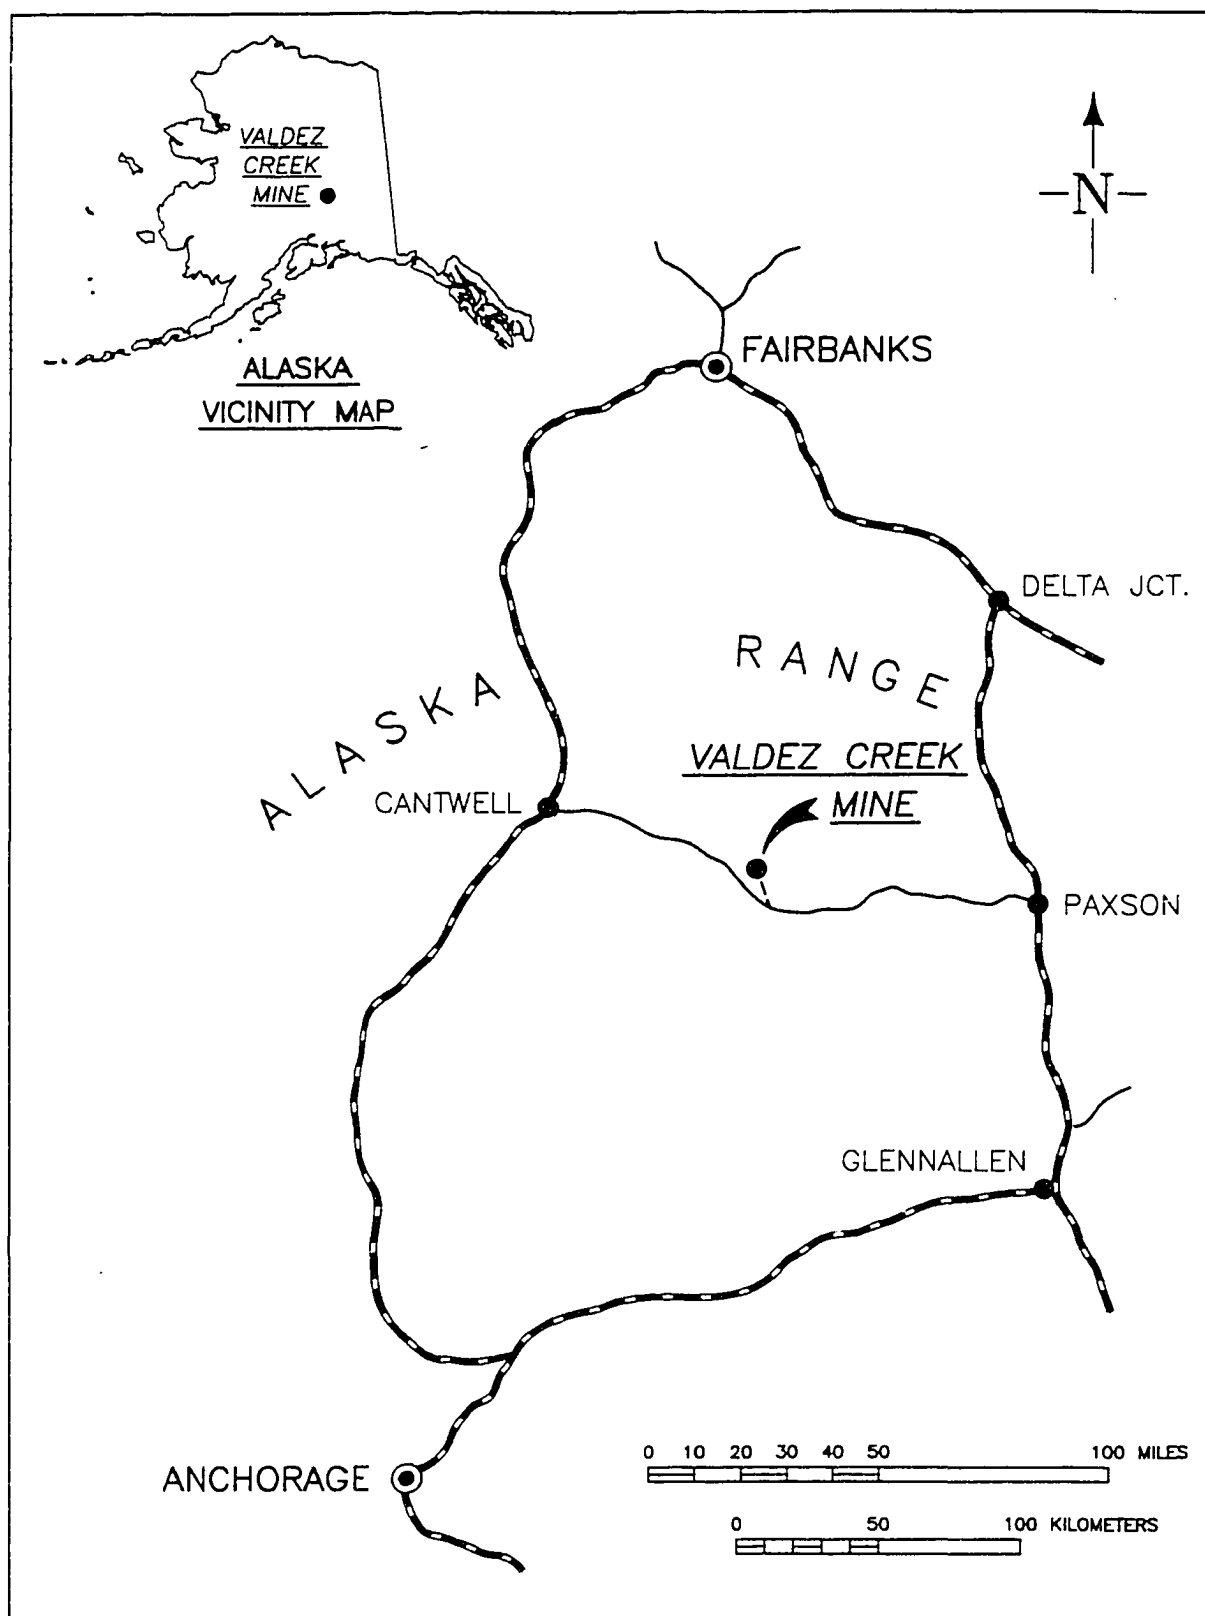 VALDEZ
CREEK
MINE
N
ALASKA
VICINITY MAP
FAIRBANKS
DELTA JCT.
ALASKA RANGE
VALDEZ CREEK
MINE
CANTWELL
PAXSON
GLENNALLEN
ANCHORAGE
0 10 20 30 40 50 100 MILES
0 50 100 KILOMETERS